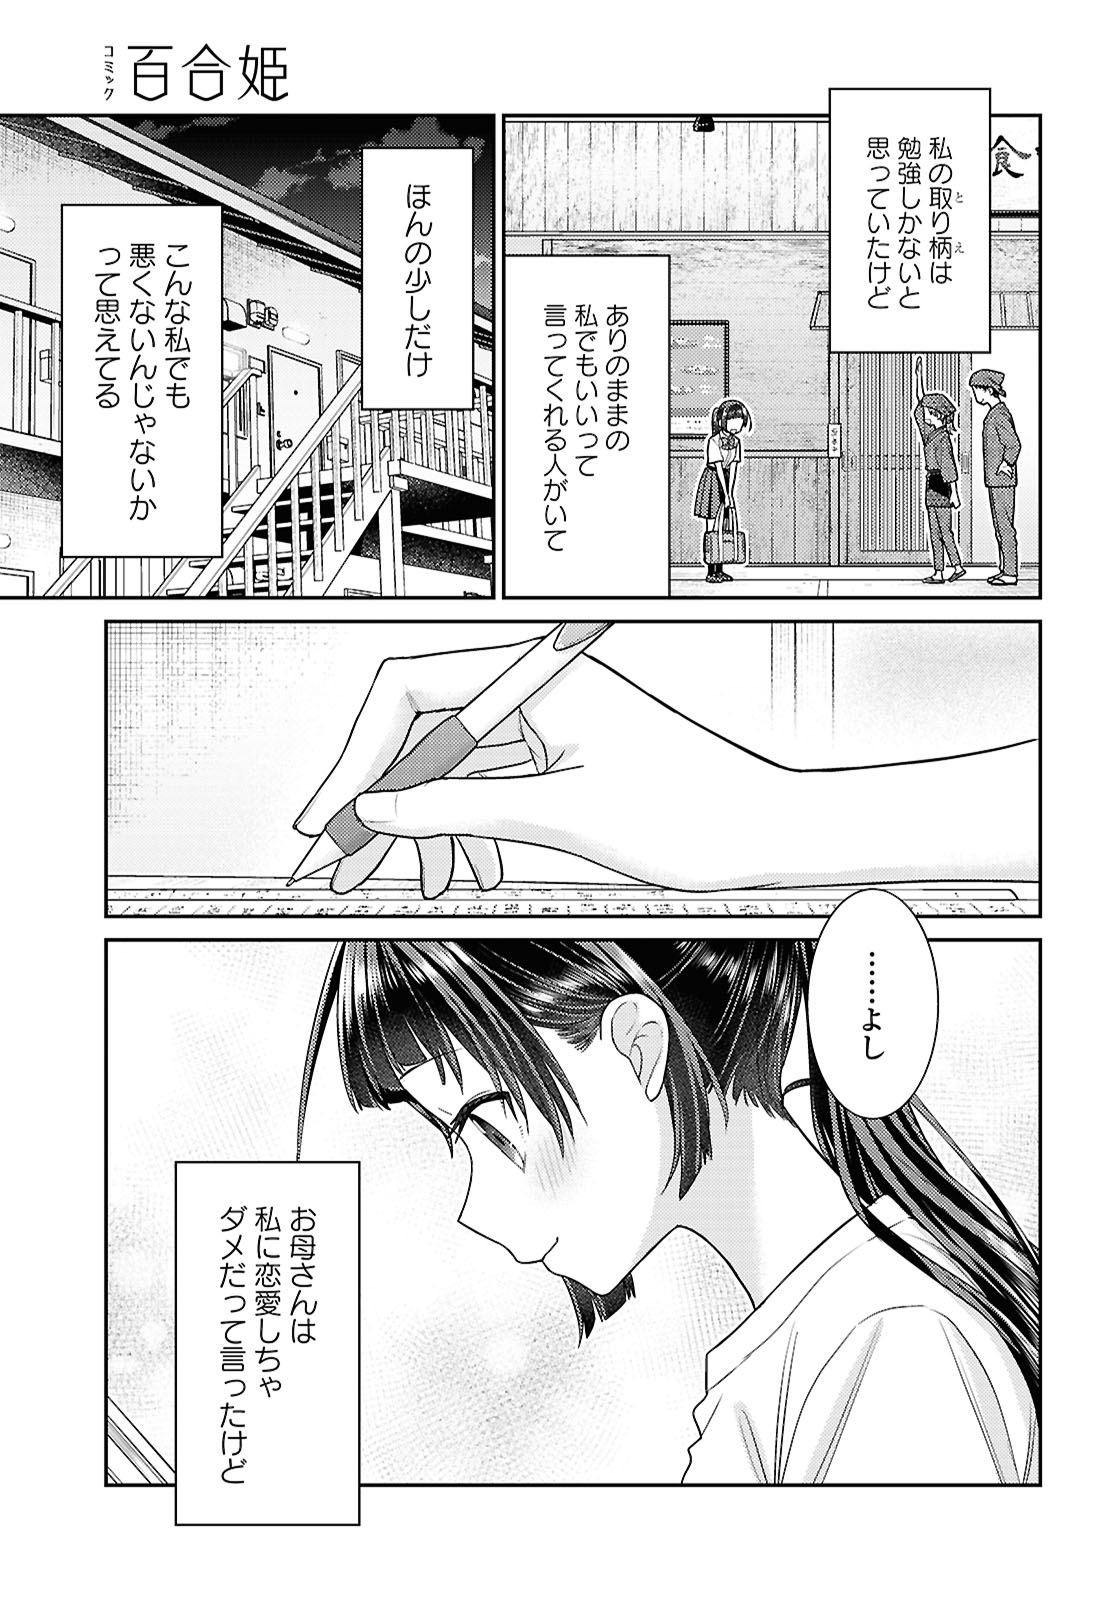 コミック百合姫
食
私の取り柄は
とえ
勉強しかないと
思っていたけど
ありのままの
私でもいいって
言ってくれる人がいて
ほんの少しだけ
こんな私でも
悪くないんじゃないか
って思えてる
……よし
お母さんは
私に恋愛しちゃ
ダメだって言ったけど